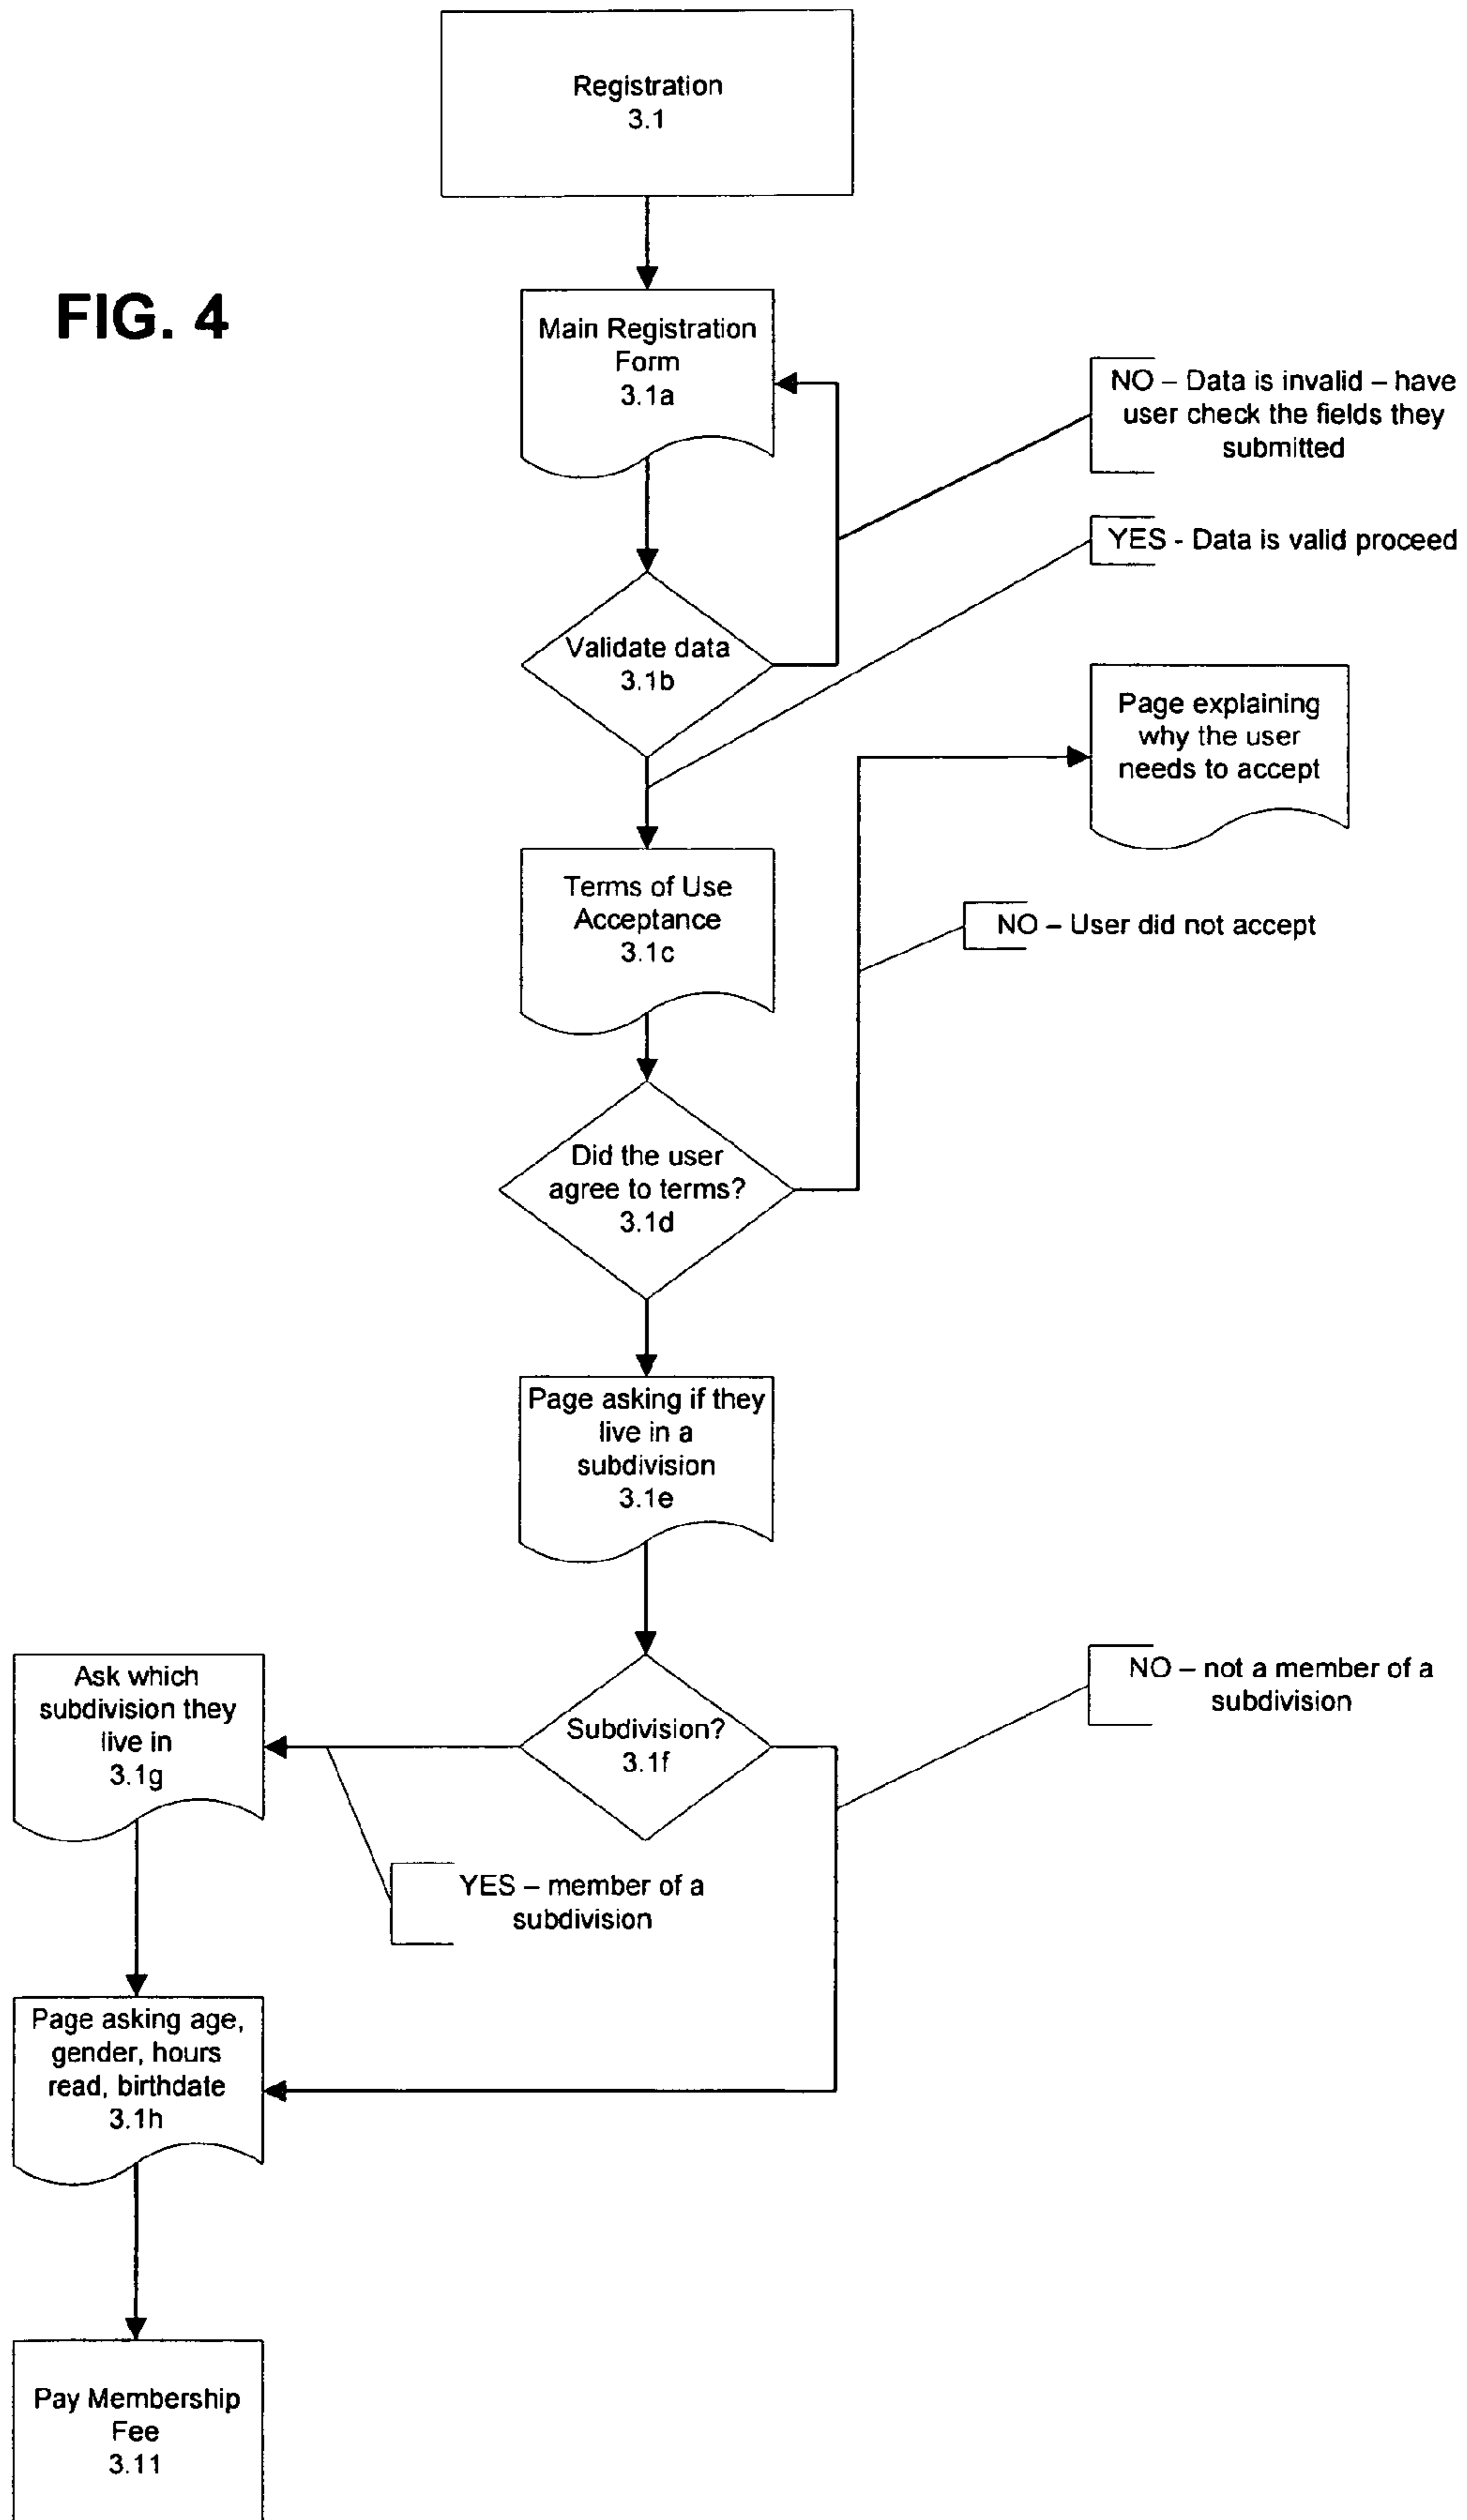 Registration
3.1
FIG. 4
Main Registration
Form
3.1a
NO – Data is invalid – have
user check the fields they
submitted
YES - Data is valid proceed
Validate data
3.1b
Page explaining
why the user
needs to accept
Terms of Use
Acceptance
3.1c
NO – User did not accept
Did the user
agree to terms?
3.1d
Page asking if they
live in a
subdivision
3.1e
Ask which
subdivision they
live in
3.1g
Subdivision?
3.1f
NO – not a member of a
subdivision
YES – member of a
subdivision
Page asking age,
gender, hours
read, birthdate
3.1h
Pay Membership
Fee
3.11